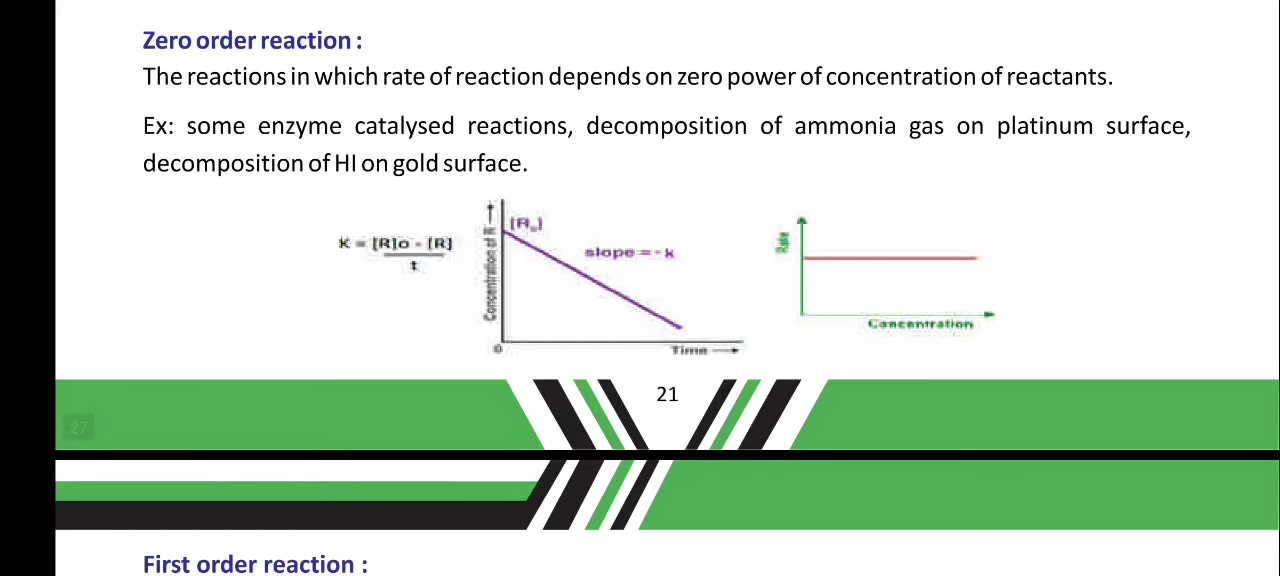 Zero order reaction :
The reactions in which rate of reaction depends on zero power of concentration of reactants.
Ex: some enzyme catalysed reactions, decomposition of ammonia gas on platinum surface,
decomposition of HI on gold surface.
K = [R]o - [R]
t
Concentration of R
[R₀]
slope = - k
0
Time
Rate
Concentration
21
27
First order reaction :